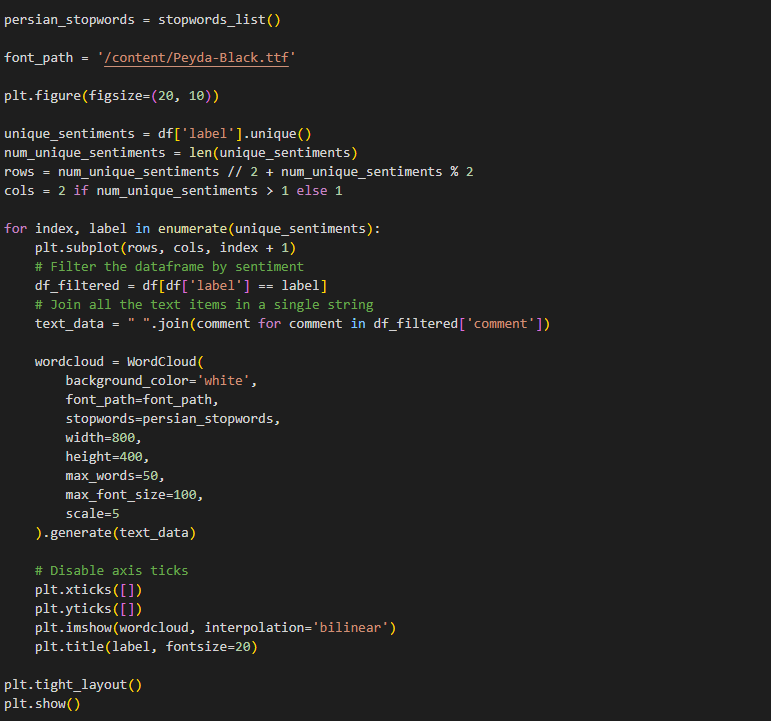 persian_stopwords = stopwords_list()
font_path = '/content/Peyda-Black.ttf'
plt.figure(figsize=(20, 10))
unique_sentiments = df['label'].unique()
num_unique_sentiments = len(unique_sentiments)
rows = num_unique_sentiments // 2 + num_unique_sentiments % 2
cols = 2 if num_unique_sentiments > 1 else 1
for index, label in enumerate(unique_sentiments):
    plt.subplot(rows, cols, index + 1)
    # Filter the dataframe by sentiment
    df_filtered = df[df['label'] == label]
    # Join all the text items in a single string
    text_data = " ".join(comment for comment in df_filtered['comment'])
    wordcloud = WordCloud(
        background_color='white',
        font_path=font_path,
        stopwords=persian_stopwords,
        width=800,
        height=400,
        max_words=50,
        max_font_size=100,
        scale=5
    ).generate(text_data)
    # Disable axis ticks
    plt.xticks([])
    plt.yticks([])
    plt.imshow(wordcloud, interpolation='bilinear')
    plt.title(label, fontsize=20)
plt.tight_layout()
plt.show()